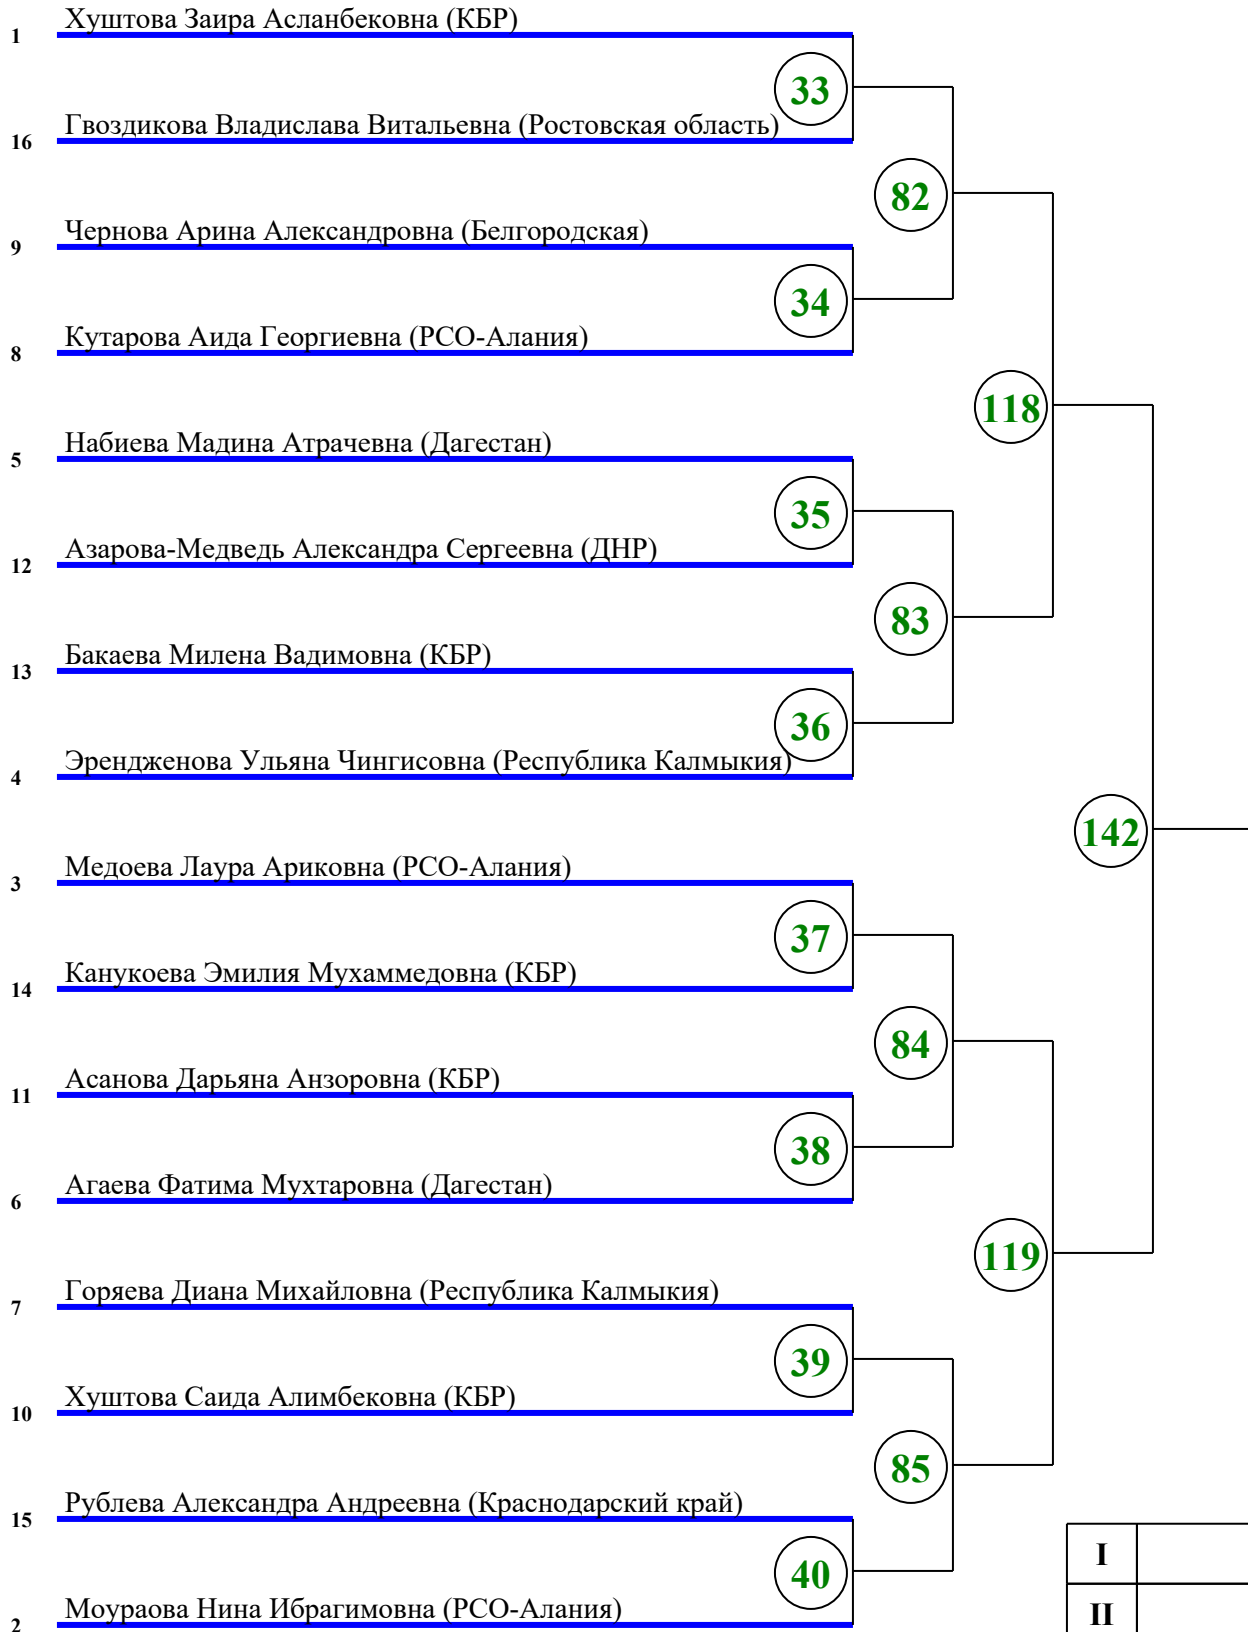 Хуштова Заира Асланбековна (КБР)
1
33
Гвоздикова Владислава Витальевна (Ростовская область)
16
82
Чернова Арина Александровна (Белгородская)
9
34
Кутарова Аида Георгиевна (РСО-Алания)
8
118
Набиева Мадина Атрачевна (Дагестан)
5
35
Азарова-Медведь Александра Сергеевна (ДНР)
12
83
Бакаева Милена Вадимовна (КБР)
13
36
Эрендженова Ульяна Чингисовна (Республика Калмыкия)
4
142
Медоева Лаура Ариковна (РСО-Алания)
3
37
Канукоева Эмилия Мухаммедовна (КБР)
14
84
Асанова Дарьяна Анзоровна (КБР)
11
38
Агаева Фатима Мухтаровна (Дагестан)
6
119
Горяева Диана Михайловна (Республика Калмыкия)
7
39
Хуштова Саида Алимбековна (КБР)
10
85
Рублева Александра Андреевна (Краснодарский край)
15
I
40
Моураова Нина Ибрагимовна (РСО-Алания)
2
II